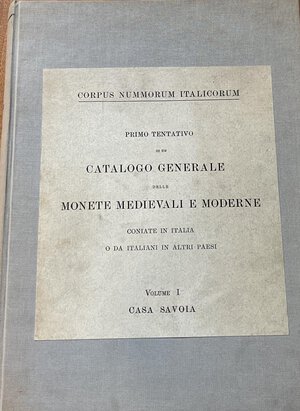 CORPUS NUMMORUM ITALICORUM
PRIMO TENTATIVO
DI UN
CATALOGO GENERALE
DELLE
MONETE MEDIEVALI E MODERNE
CONIATE IN ITALIA
O DA ITALIANI IN ALTRI PAESI
VOLUME I
CASA SAVOIA